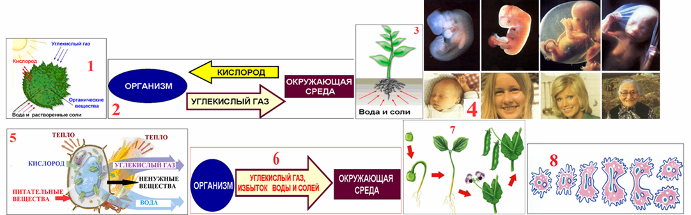 Углекислый газ
Кислород
1
Органические
вещества
Вода и растворенные соли
2
ОРГАНИЗМ
КИСЛОРОД
УГЛЕКИСЛЫЙ ГАЗ
ОКРУЖАЮЩАЯ
СРЕДА
3
Вода и соли
4
5
ТЕПЛО
ТЕПЛО
КИСЛОРОД
УГЛЕКИСЛЫЙ ГАЗ
НЕНУЖНЫЕ
ВЕЩЕСТВА
ПИТАТЕЛЬНЫЕ
ВЕЩЕСТВА
ВОДА
6
ОРГАНИЗМ
УГЛЕКИСЛЫЙ ГАЗ,
ИЗБЫТОК ВОДЫ И СОЛЕЙ
ОКРУЖАЮЩАЯ
СРЕДА
7
8